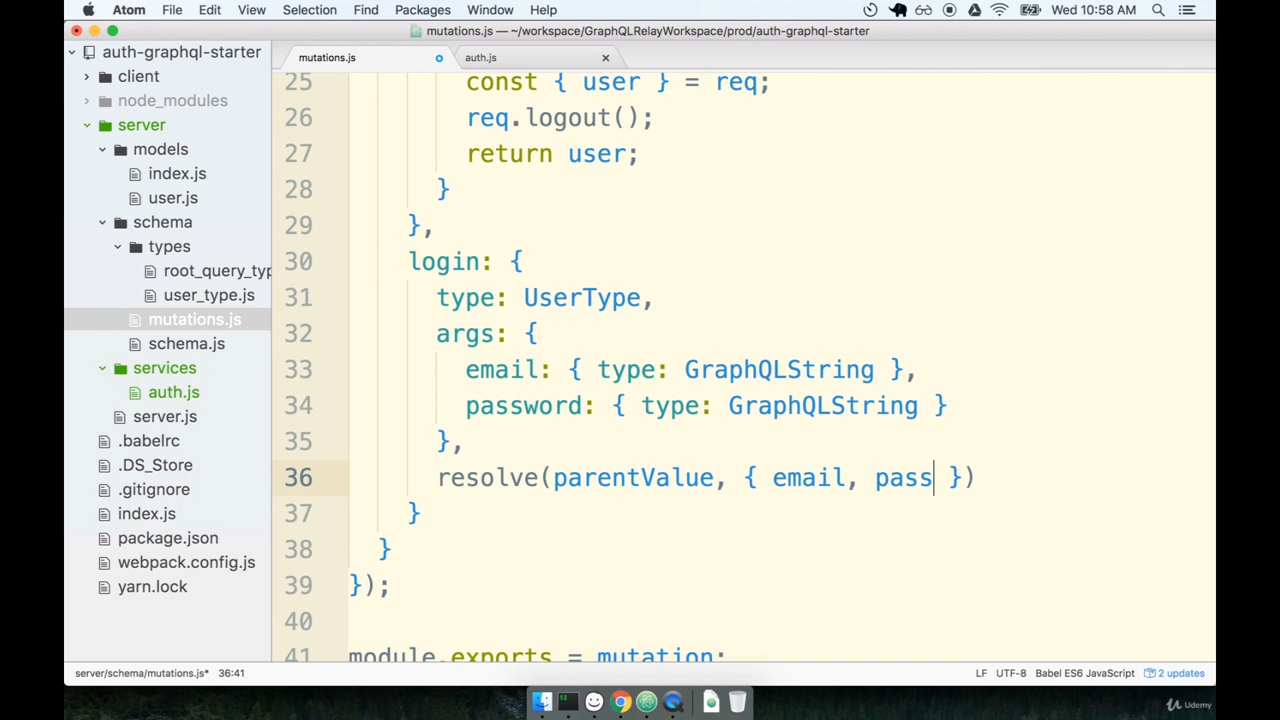 Atom File Edit View Selection Find Packages Window Help Wed 10:58 AM
mutations.js — ~/workspace/GraphQLRelayWorkspace/prod/auth-graphql-starter
auth-graphql-starter
client
node_modules
server
models
index.js
user.js
schema
types
root_query_typ
user_type.js
mutations.js
schema.js
services
auth.js
server.js
.babelrc
.DS_Store
.gitignore
index.js
package.json
webpack.config.js
yarn.lock
mutations.js auth.js
25 const { user } = req;
26 req.logout();
27 return user;
28 }
29 },
30 login: {
31 type: UserType,
32 args: {
33 email: { type: GraphQLString },
34 password: { type: GraphQLString }
35 },
36 resolve(parentValue, { email, pass })
37 }
38 }
39 });
40
41 module.exports = mutation;
server/schema/mutations.js* 36:41 LF UTF-8 Babel ES6 JavaScript 2 updates
Udemy